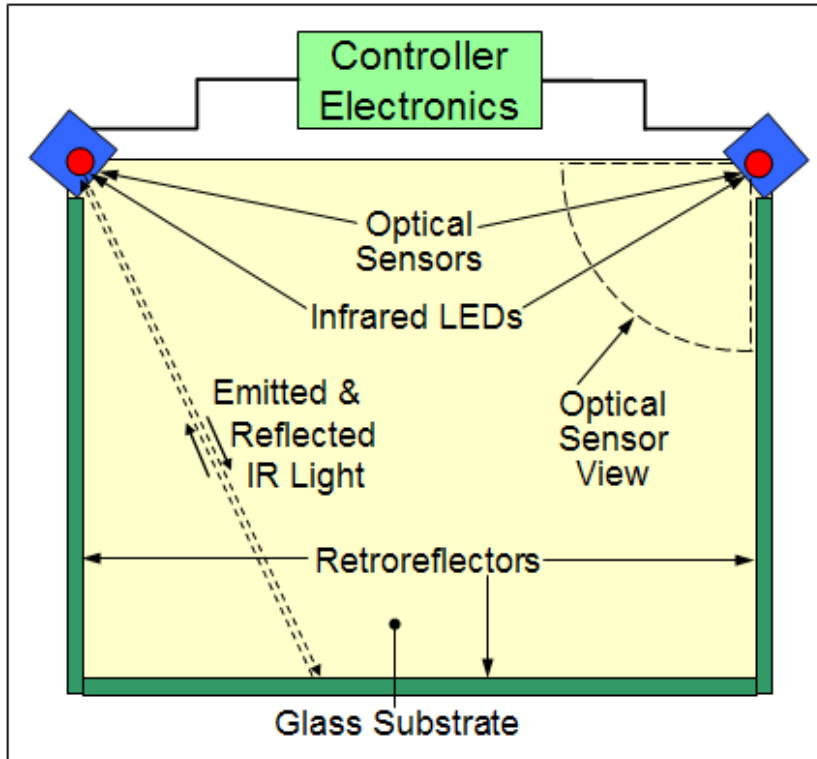 Controller
Electronics
Optical
Sensors
Infrared LEDs
Emitted &
Reflected
IR Light
Optical
Sensor
View
Retroreflectors
Glass Substrate